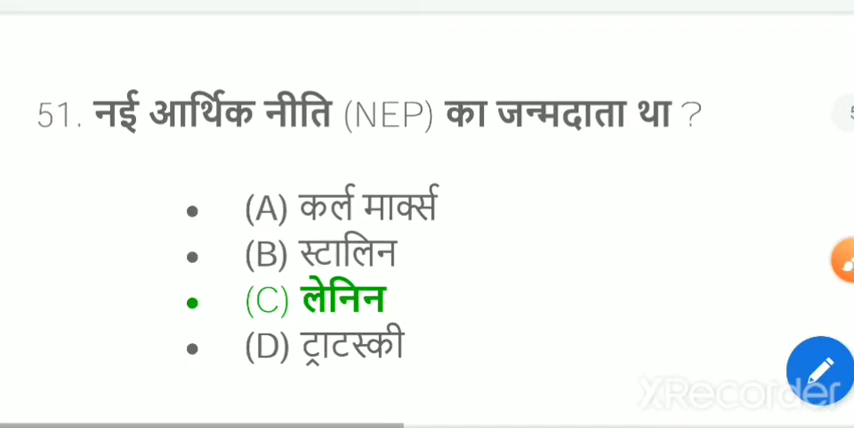 51. नई आर्थिक नीति (NEP) का जन्मदाता था ?
(A) कर्ल मार्क्स
(B) स्टालिन
(C) लेनिन
(D) ट्राटस्की
XRecorder